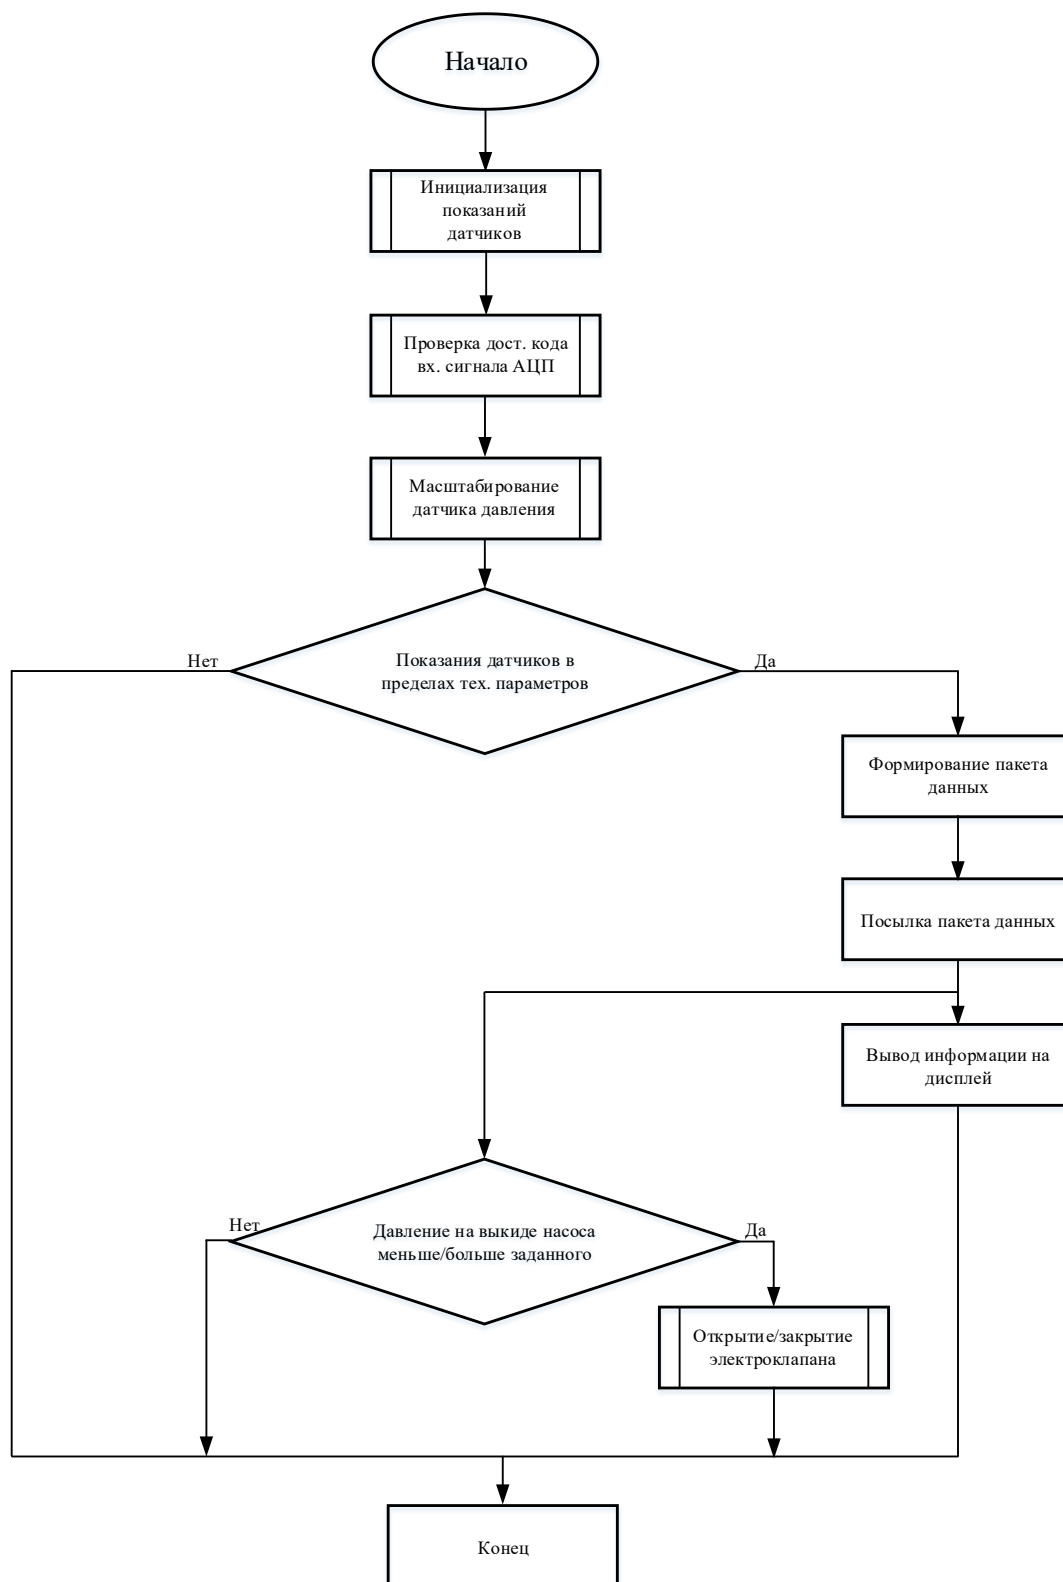 Начало
Инициализация
показаний
датчиков
Проверка дост. кода
вх. сигнала АЦП
Масштабирование
датчика давления
Нет
Показания датчиков в
пределах тех. параметров
Да
Формирование пакета
данных
Посылка пакета данных
Вывод информации на
дисплей
Нет
Давление на выкиде насоса
меньше/больше заданного
Да
Открытие/закрытие
электроклапана
Конец